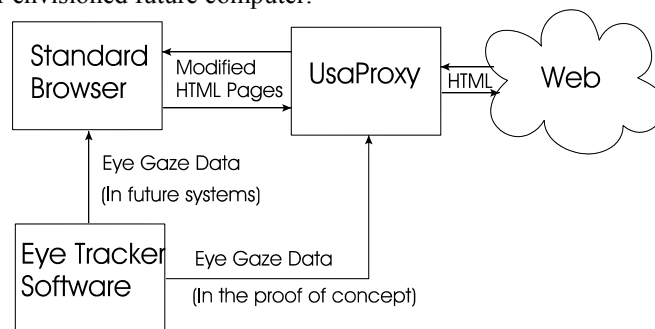 r envisioned future computer.
Standard
Browser
Modified
HTML Pages
UsaProxy
HTML
Web
Eye Gaze Data
(In future systems)
Eye Tracker
Software
Eye Gaze Data
(In the proof of concept)